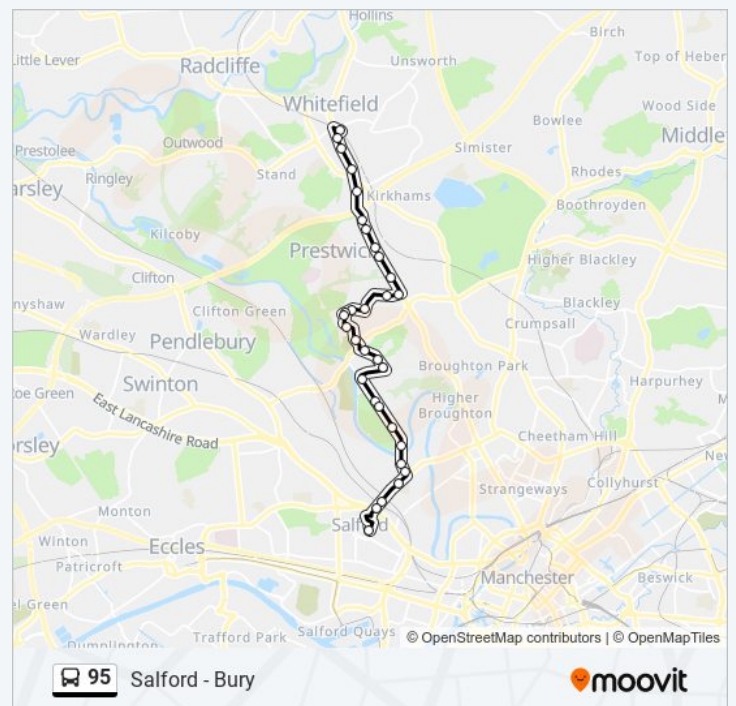 Hollins
Birch
Little Lever
Radcliffe
Unsworth
Top of Heber
Whitefield
Wood Side
Bowlee
Middle
Prestolee
Outwood
Simister
Stand
Rhodes
arsley
Ringley
Kirkhams
Boothroyden
Kilcoby
Prestwic
Higher Blackley
Clifton
nyshaw
Clifton Green
Blackley
Wardley
Crumpsall
Pendlebury
Broughton Park
Swinton
Harpurhey
oe Green
Higher
Broughton
East Lancashire Road
Cheetham Hill
orsley
Collyhurst
Strangeways
Monton
Salford
Winton
Eccles
Patricroft
Manchester
Beswick
el Green
Trafford Park
Salford Quays
Dumplington
© OpenStreetMap contributors | © OpenMapTiles
95 Salford - Bury
moovit